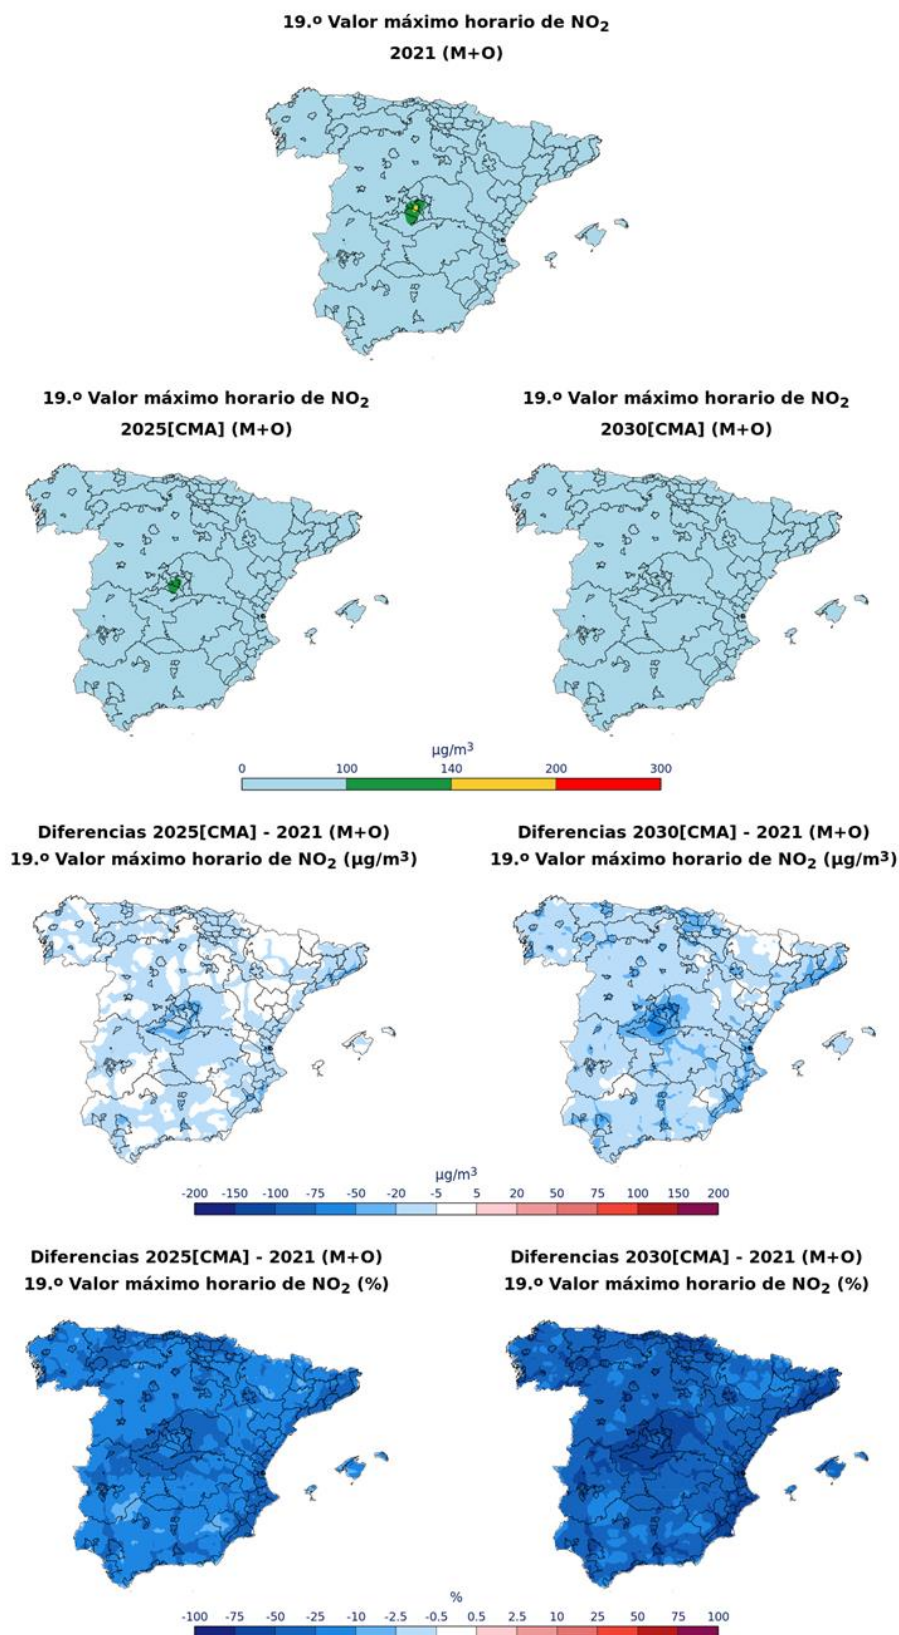 19.º Valor máximo horario de NO2
2021 (M+O)
19.º Valor máximo horario de NO2
2025[CMA] (M+O)
19.º Valor máximo horario de NO2
2030[CMA] (M+O)
µg/m3
0 100 140 200 300
Diferencias 2025[CMA] - 2021 (M+O)
19.º Valor máximo horario de NO2 (µg/m3)
Diferencias 2030[CMA] - 2021 (M+O)
19.º Valor máximo horario de NO2 (µg/m3)
µg/m3
-200 -150 -100 -75 -50 -20 -5 5 20 50 75 100 150 200
Diferencias 2025[CMA] - 2021 (M+O)
19.º Valor máximo horario de NO2 (%)
Diferencias 2030[CMA] - 2021 (M+O)
19.º Valor máximo horario de NO2 (%)
%
-100 -75 -50 -25 -10 -2.5 -0.5 0.5 2.5 10 25 50 75 100